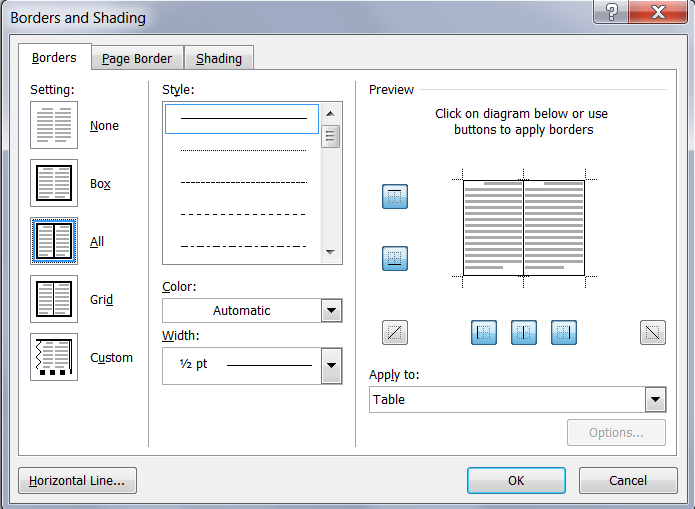 Borders and Shading
Borders
Page Border
Shading
Setting:
None
Box
All
Grid
Custom
Style:
Color:
Automatic
Width:
½ pt
Preview
Click on diagram below or use
buttons to apply borders
Apply to:
Table
Options...
Horizontal Line...
OK
Cancel